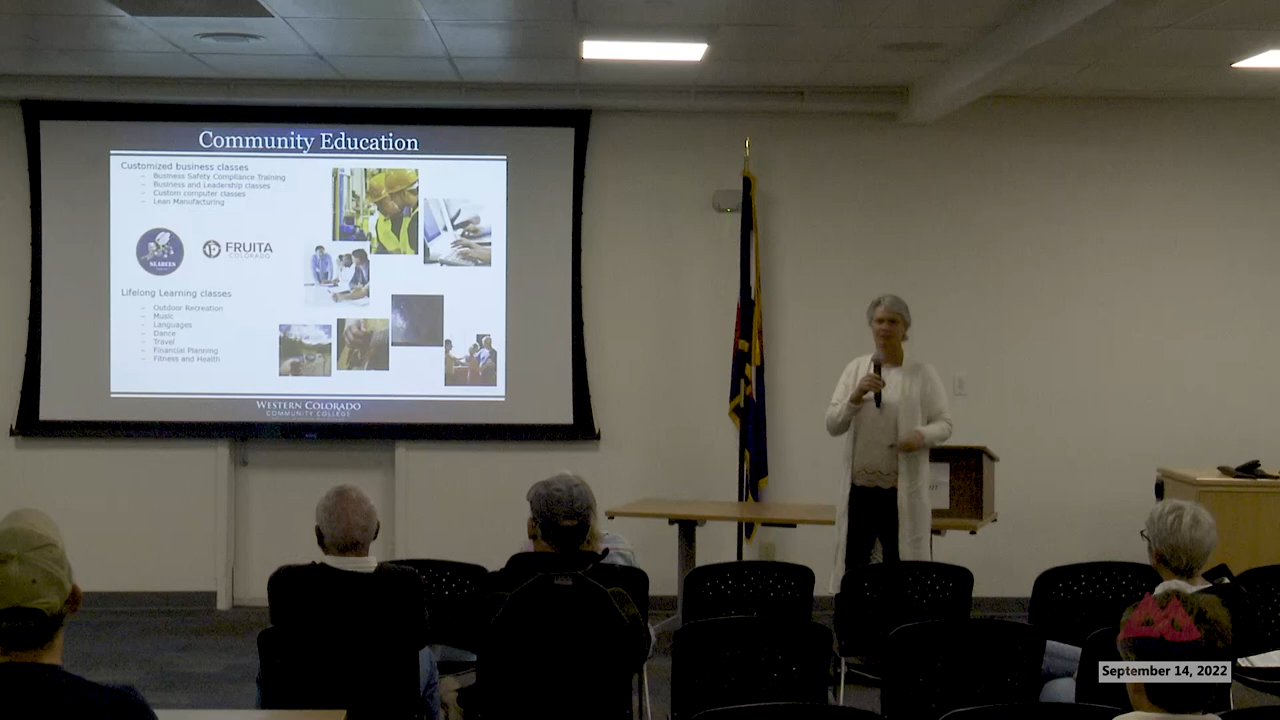 Community Education
Customized business classes
– Business Safety Compliance Training
– Business and Leadership classes
– Custom computer classes
– Lean Manufacturing
SEABEES
FRUITA
COLORADO
Lifelong Learning classes
– Outdoor Recreation
– Music
– Languages
– Dance
– Travel
– Financial Planning
– Fitness and Health
WESTERN COLORADO
COMMUNITY COLLEGE
September 14, 2022